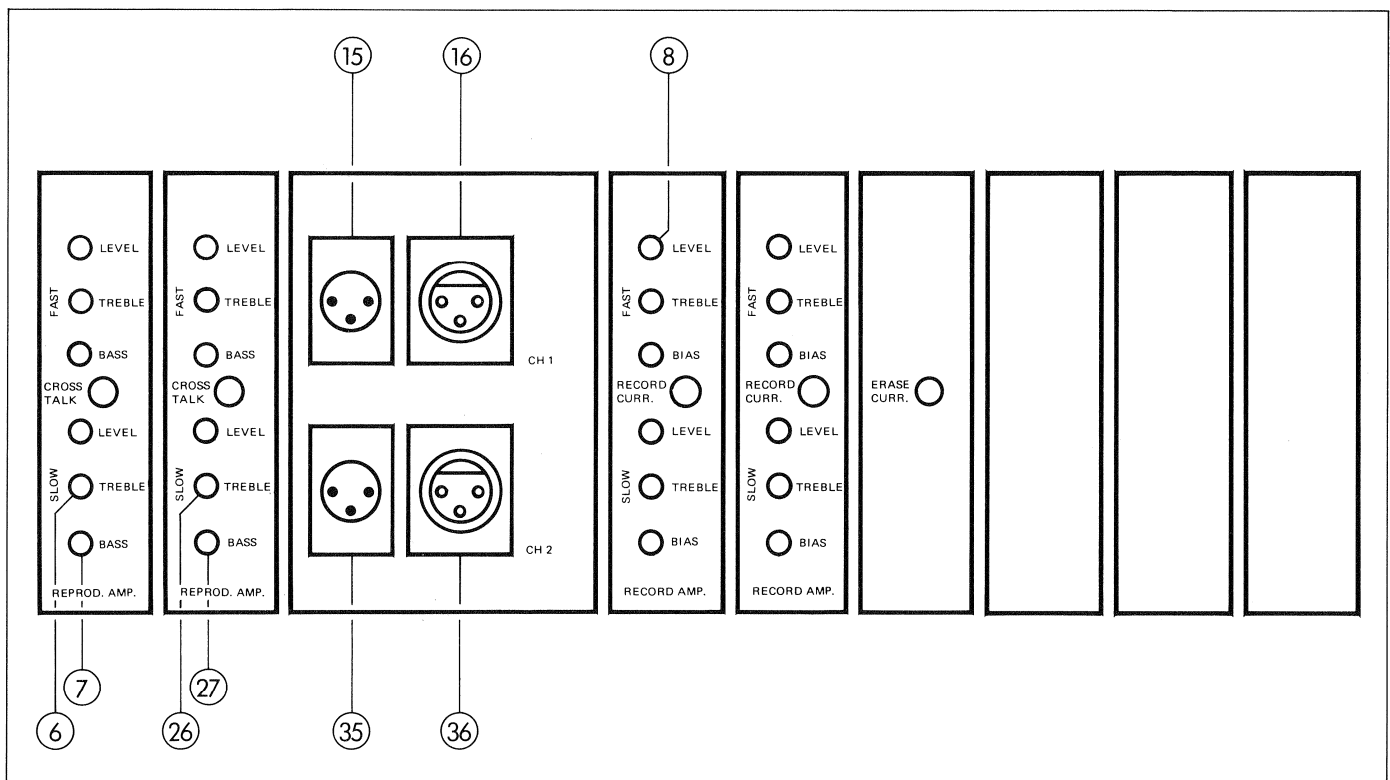 15 16 8
LEVEL
FAST
TREBLE
BASS
CROSS
TALK
LEVEL
SLOW
TREBLE
BASS
REPROD. AMP.
LEVEL
FAST
TREBLE
BASS
CROSS
TALK
LEVEL
SLOW
TREBLE
BASS
REPROD. AMP.
CH 1
CH 2
LEVEL
FAST
TREBLE
BIAS
RECORD
CURR.
LEVEL
SLOW
TREBLE
BIAS
RECORD AMP.
LEVEL
FAST
TREBLE
BIAS
RECORD
CURR.
LEVEL
SLOW
TREBLE
BIAS
RECORD AMP.
ERASE
CURR.
7 27
6 26 35 36